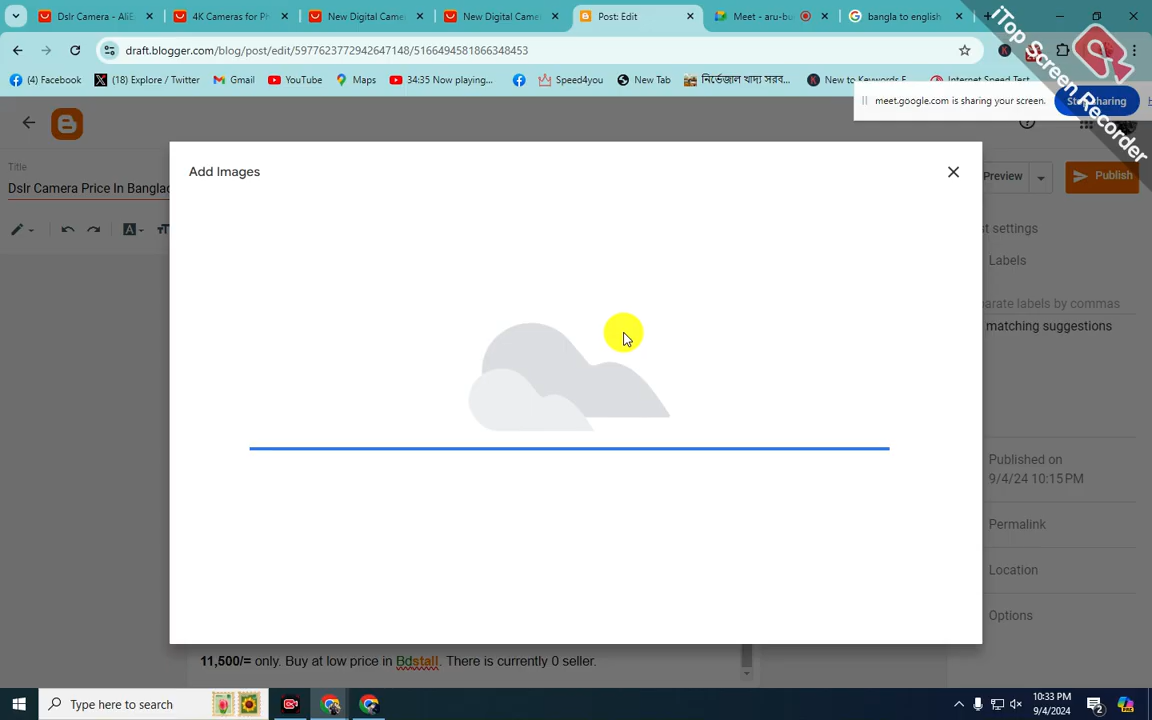 Dslr Camera - AliE
4K Cameras for Ph
New Digital Came
New Digital Came
Post: Edit
Meet - aru-bu
bangla to english
draft.blogger.com/blog/post/edit/5977623772942647148/5166494581866348453
(4) Facebook
(18) Explore / Twitter
Gmail
YouTube
Maps
34:35 Now playing...
Speed4you
New Tab
নির্ভেজাল খাদ্য সরব...
New to Keywords E
Internet Speed Test
iTop Screen Recorder
meet.google.com is sharing your screen.
Stop sharing
Title
Dslr Camera Price In Banglad
Add Images
Preview
Publish
st settings
Labels
arate labels by commas
matching suggestions
Published on
9/4/24 10:15 PM
Permalink
Location
Options
11,500/= only. Buy at low price in Bdstall. There is currently 0 seller.
Type here to search
10:33 PM
9/4/2024
2